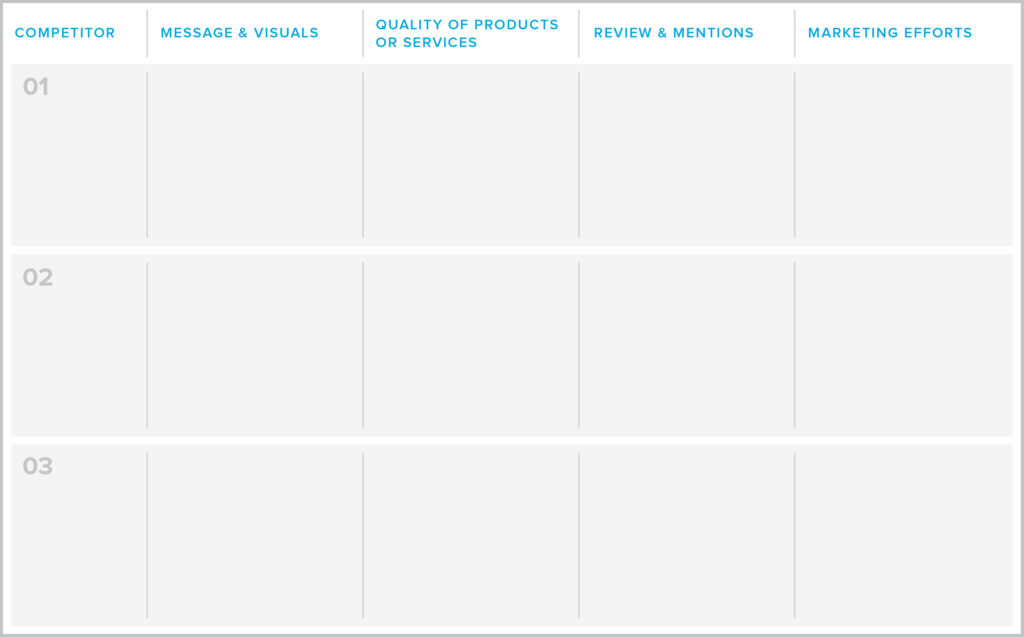 COMPETITOR
MESSAGE & VISUALS
QUALITY OF PRODUCTS
OR SERVICES
REVIEW & MENTIONS
MARKETING EFFORTS
01
02
03